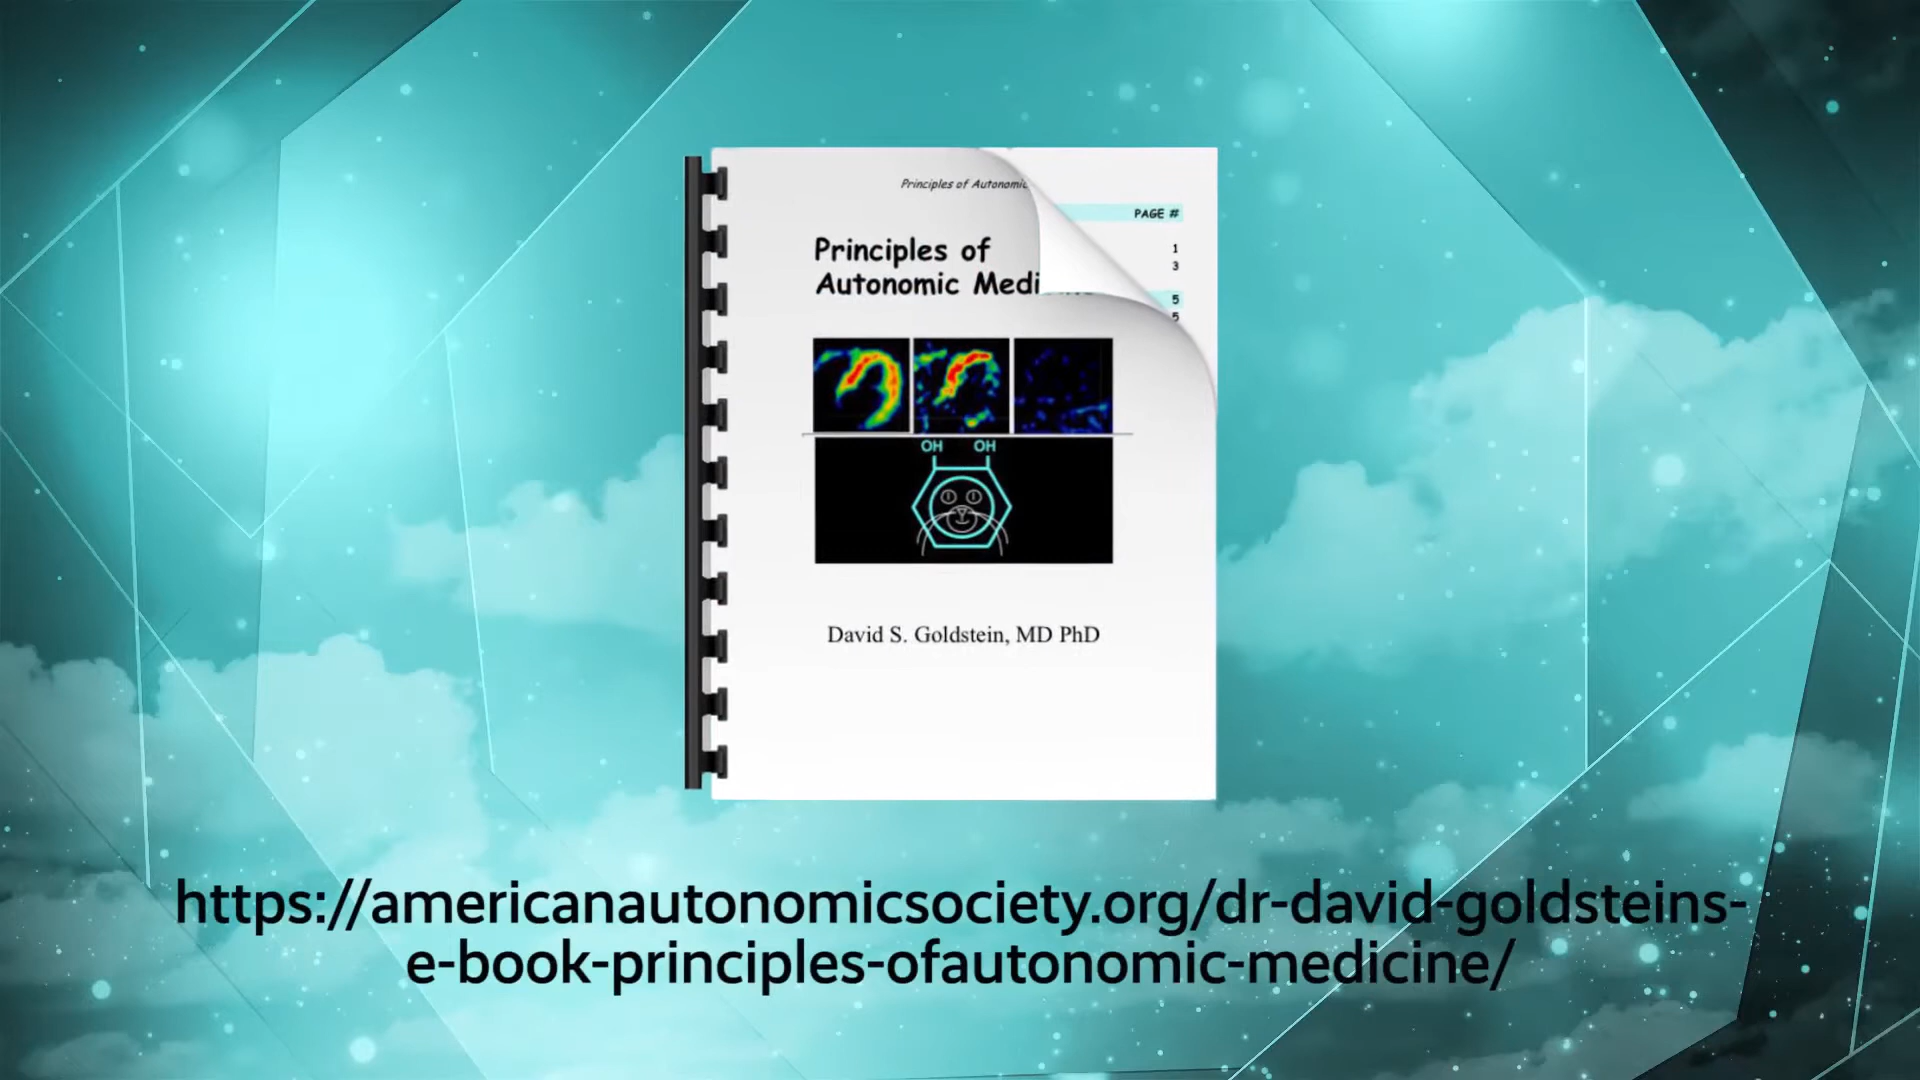 Principles of Autonomic
PAGE #
1
3
5
5
Principles of
Autonomic
OH OH
David S. Goldstein, MD PhD
https://americanautonomicsociety.org/dr-david-goldsteins-
e-book-principles-ofautonomic-medicine/